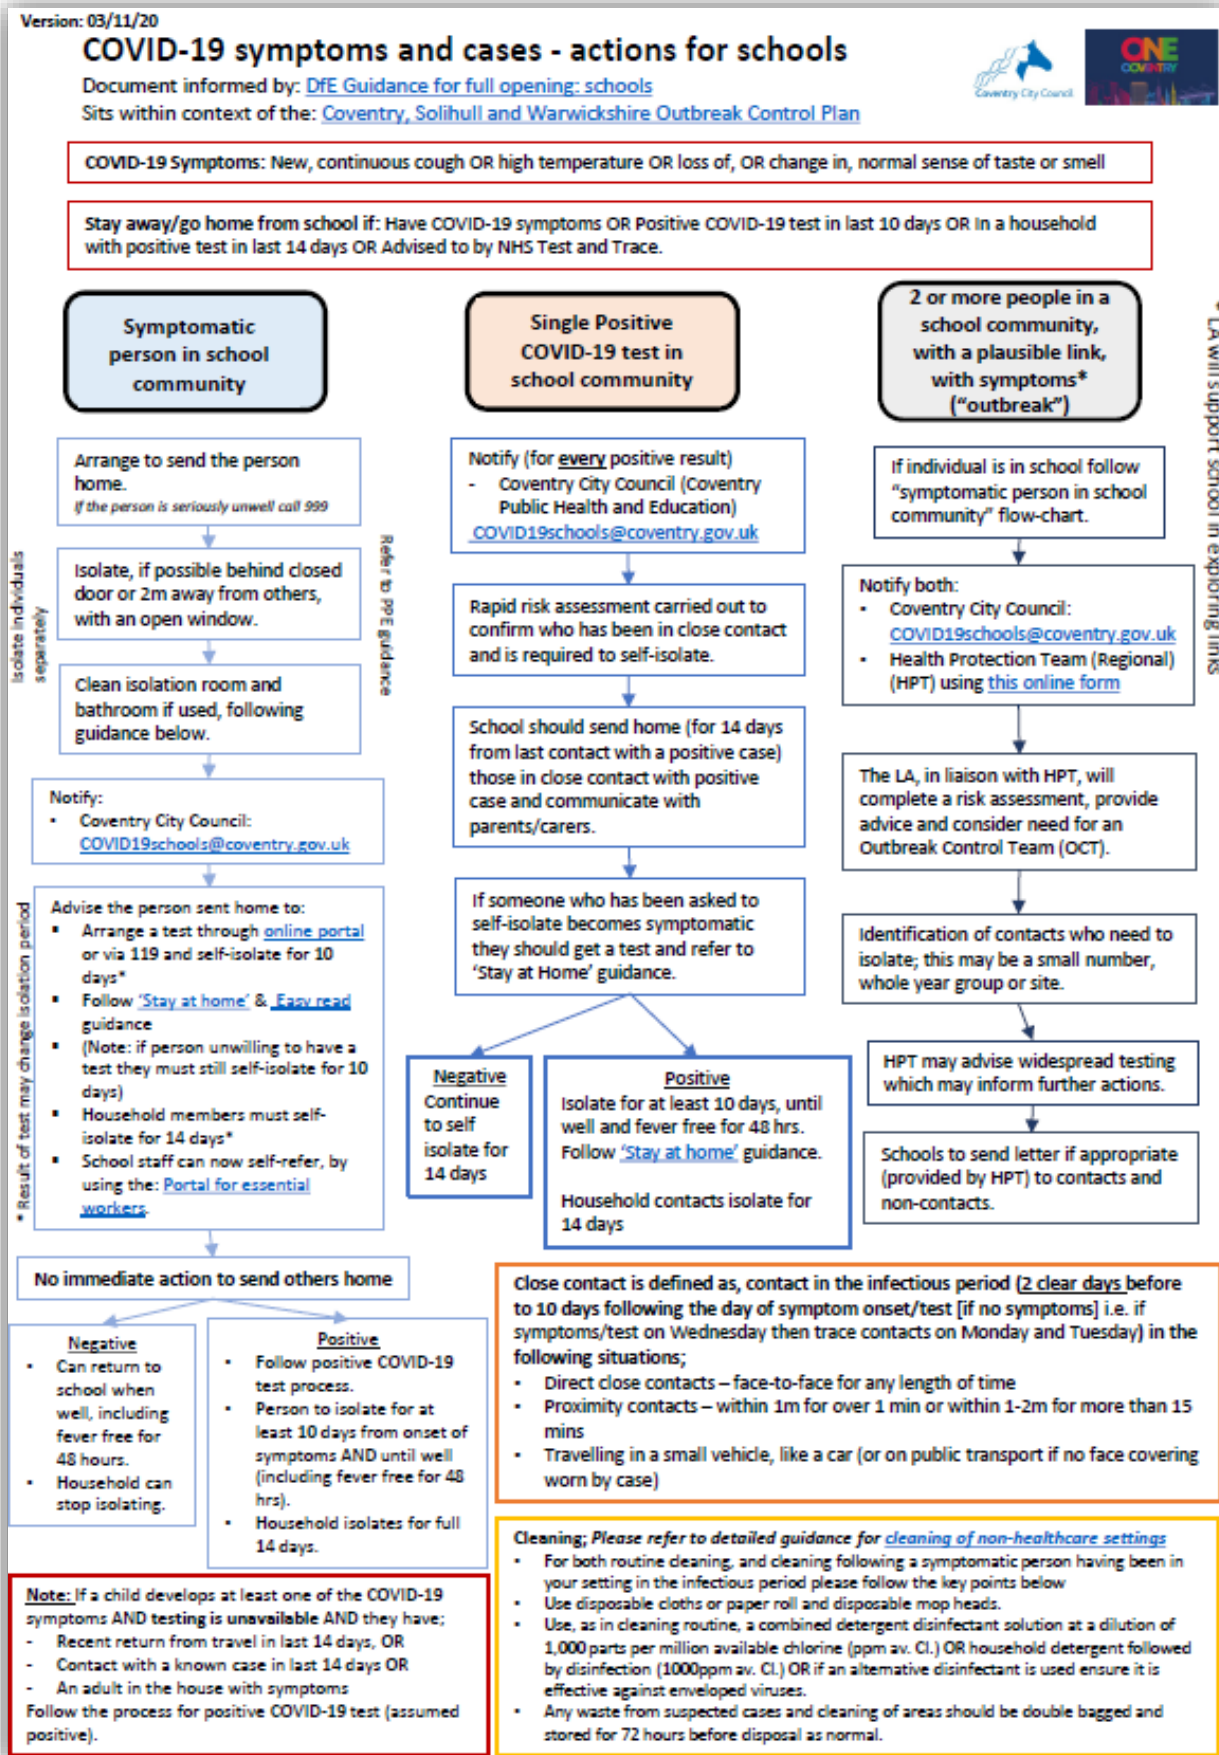 Version: 03/11/20
COVID-19 symptoms and cases - actions for schools
Document informed by: DfE Guidance for full opening: schools
Sits within context of the: Coventry, Solihull and Warwickshire Outbreak Control Plan
Coventry City Council
ONE
COVENTRY
COVID-19 Symptoms: New, continuous cough OR high temperature OR loss of, OR change in, normal sense of taste or smell
Stay away/go home from school if: Have COVID-19 symptoms OR Positive COVID-19 test in last 10 days OR In a household
with positive test in last 14 days OR Advised to by NHS Test and Trace.
Symptomatic
person in school
community
Arrange to send the person
home.
If the person is seriously unwell call 999
Isolate, if possible behind closed
door or 2m away from others,
with an open window.
Clean isolation room and
bathroom if used, following
guidance below.
Isolate individuals
separately
Refer to PPE guidance
Notify:
▪ Coventry City Council:
COVID19schools@coventry.gov.uk
Advise the person sent home to:
▪ Arrange a test through online portal
or via 119 and self-isolate for 10
days*
▪ Follow ‘Stay at home’ & Easy read
guidance
▪ (Note: if person unwilling to have a
test they must still self-isolate for 10
days)
▪ Household members must self-
isolate for 14 days*
▪ School staff can now self-refer, by
using the: Portal for essential
workers.
* Result of test may change isolation period
No immediate action to send others home
Negative
▪ Can return to
school when
well, including
fever free for
48 hours.
▪ Household can
stop isolating.
Positive
▪ Follow positive COVID-19
test process.
▪ Person to isolate for at
least 10 days from onset of
symptoms AND until well
(including fever free for 48
hrs).
▪ Household isolates for full
14 days.
Note: If a child develops at least one of the COVID-19
symptoms AND testing is unavailable AND they have;
- Recent return from travel in last 14 days, OR
- Contact with a known case in last 14 days OR
- An adult in the house with symptoms
Follow the process for positive COVID-19 test (assumed
positive).
Single Positive
COVID-19 test in
school community
Notify (for every positive result)
- Coventry City Council (Coventry
Public Health and Education)
COVID19schools@coventry.gov.uk
Rapid risk assessment carried out to
confirm who has been in close contact
and is required to self-isolate.
School should send home (for 14 days
from last contact with a positive case)
those in close contact with positive
case and communicate with
parents/carers.
If someone who has been asked to
self-isolate becomes symptomatic
they should get a test and refer to
‘Stay at Home’ guidance.
Negative
Continue
to self
isolate for
14 days
Positive
Isolate for at least 10 days, until
well and fever free for 48 hrs.
Follow ‘Stay at home’ guidance.
Household contacts isolate for
14 days
2 or more people in a
school community,
with a plausible link,
with symptoms*
(“outbreak”)
* LA will support school in exploring links
If individual is in school follow
“symptomatic person in school
community” flow-chart.
Notify both:
▪ Coventry City Council:
COVID19schools@coventry.gov.uk
▪ Health Protection Team (Regional)
(HPT) using this online form
The LA, in liaison with HPT, will
complete a risk assessment, provide
advice and consider need for an
Outbreak Control Team (OCT).
Identification of contacts who need to
isolate; this may be a small number,
whole year group or site.
HPT may advise widespread testing
which may inform further actions.
Schools to send letter if appropriate
(provided by HPT) to contacts and
non-contacts.
Close contact is defined as, contact in the infectious period (2 clear days before
to 10 days following the day of symptom onset/test [if no symptoms] i.e. if
symptoms/test on Wednesday then trace contacts on Monday and Tuesday) in the
following situations;
▪ Direct close contacts – face-to-face for any length of time
▪ Proximity contacts – within 1m for over 1 min or within 1-2m for more than 15
mins
▪ Travelling in a small vehicle, like a car (or on public transport if no face covering
worn by case)
Cleaning; Please refer to detailed guidance for cleaning of non-healthcare settings
▪ For both routine cleaning, and cleaning following a symptomatic person having been in
your setting in the infectious period please follow the key points below
▪ Use disposable cloths or paper roll and disposable mop heads.
▪ Use, as in cleaning routine, a combined detergent disinfectant solution at a dilution of
1,000 parts per million available chlorine (ppm av. Cl.) OR household detergent followed
by disinfection (1000ppm av. Cl.) OR if an alternative disinfectant is used ensure it is
effective against enveloped viruses.
▪ Any waste from suspected cases and cleaning of areas should be double bagged and
stored for 72 hours before disposal as normal.